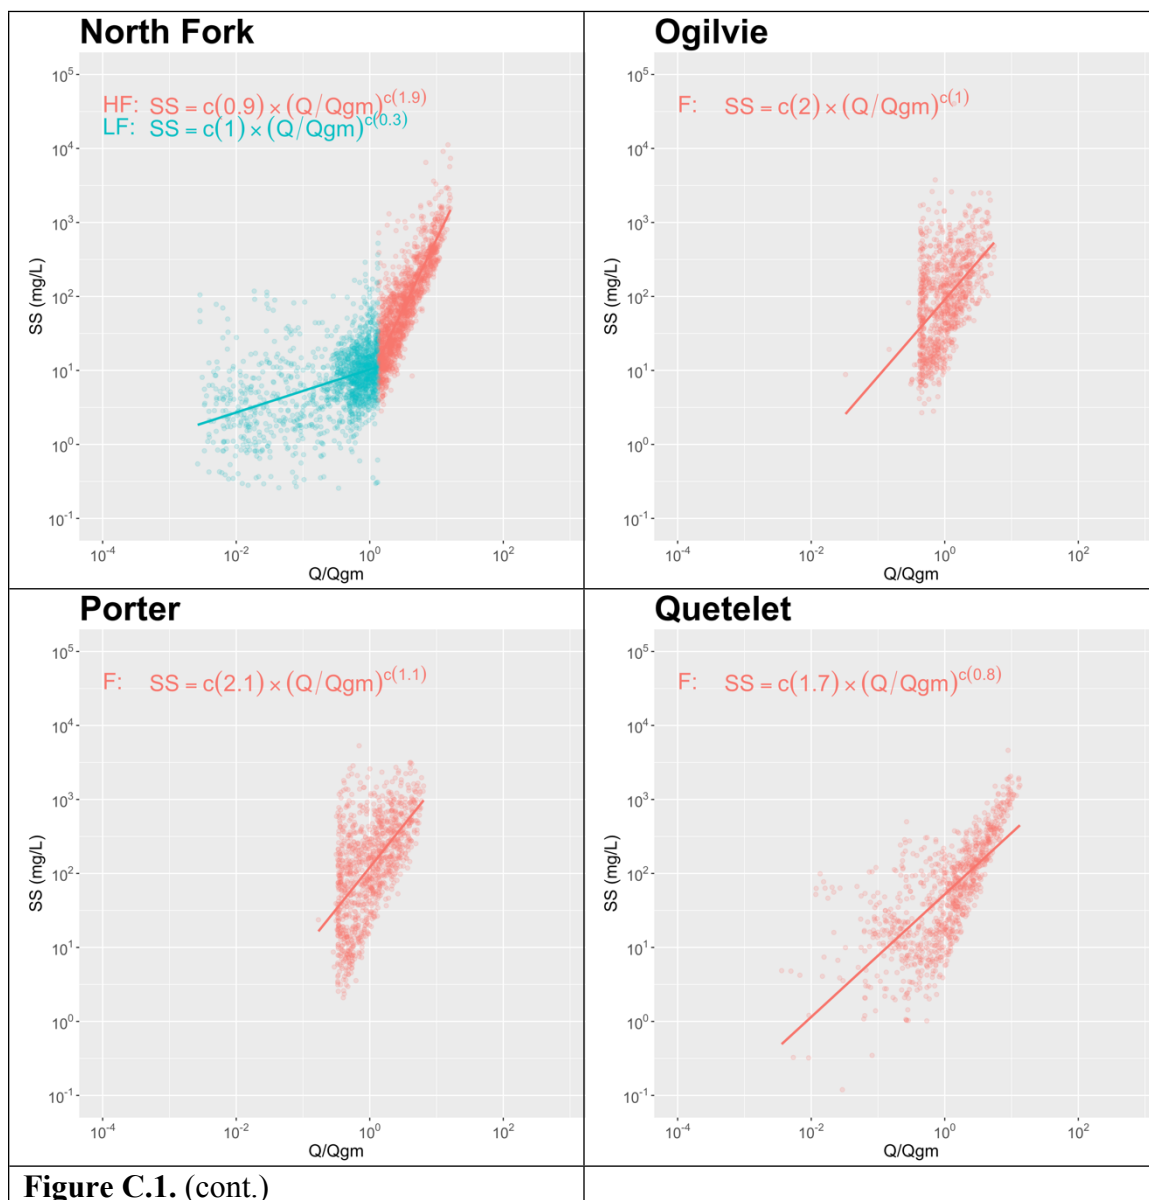 North Fork
10^5
10^4
10^3
10^2
10^1
10^0
10^-1
SS (mg/L)
HF: SS = c(0.9) × (Q/Qgm)^c(1.9)
LF: SS = c(1) × (Q/Qgm)^c(0.3)
10^-4 10^-2 10^0 10^2
Q/Qgm
Ogilvie
10^5
10^4
10^3
10^2
10^1
10^0
10^-1
SS (mg/L)
F: SS = c(2) × (Q/Qgm)^c(1)
10^-4 10^-2 10^0 10^2
Q/Qgm
Porter
10^5
10^4
10^3
10^2
10^1
10^0
10^-1
SS (mg/L)
F: SS = c(2.1) × (Q/Qgm)^c(1.1)
10^-4 10^-2 10^0 10^2
Q/Qgm
Quetelet
10^5
10^4
10^3
10^2
10^1
10^0
10^-1
SS (mg/L)
F: SS = c(1.7) × (Q/Qgm)^c(0.8)
10^-4 10^-2 10^0 10^2
Q/Qgm
Figure C.1. (cont.)